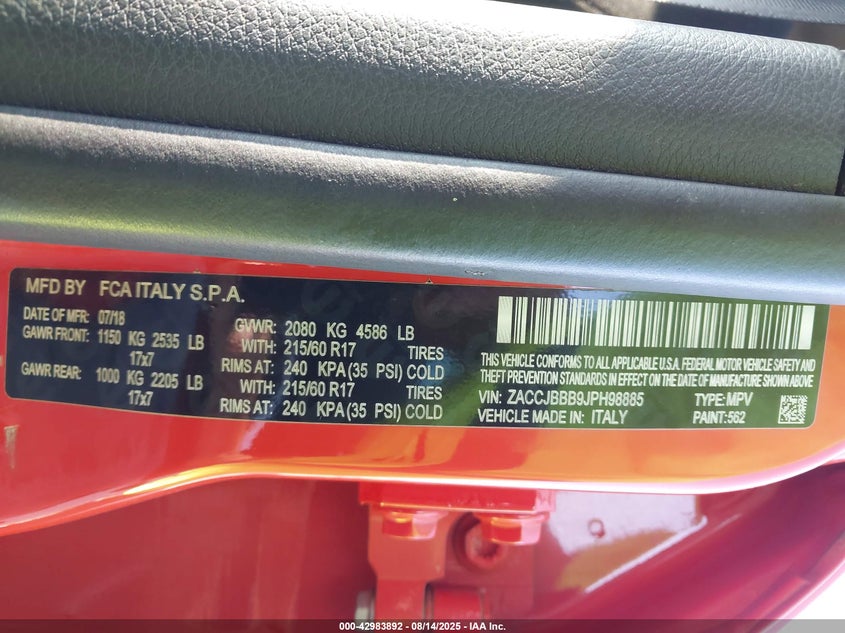 MFD BY FCA ITALY S.P.A.
DATE OF MFR: 07/18
GAWR FRONT: 1150 KG 2535 LB
17x7
GAWR REAR: 1000 KG 2205 LB
17x7
GVWR: 2080 KG 4586 LB
WITH: 215/60 R17 TIRES
RIMS AT: 240 KPA (35 PSI) COLD
WITH: 215/60 R17 TIRES
RIMS AT: 240 KPA (35 PSI) COLD
THIS VEHICLE CONFORMS TO ALL APPLICABLE U.S.A. FEDERAL MOTOR VEHICLE SAFETY AND
THEFT PREVENTION STANDARDS IN EFFECT ON THE DATE OF MANUFACTURE SHOWN ABOVE
VIN: ZACCJBBB9JPH98885 TYPE: MPV
VEHICLE MADE IN: ITALY PAINT: 562
000-42983892 - 08/14/2025 - IAA Inc.